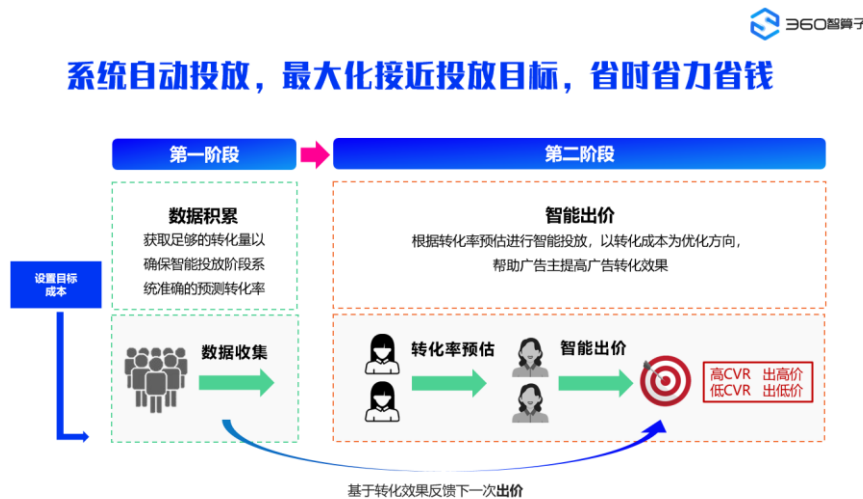 360智算子
系统自动投放，最大化接近投放目标，省时省力省钱
第一阶段
第二阶段
数据积累
获取足够的转化量以
确保智能投放阶段系
统准确的预测转化率
智能出价
根据转化率预估进行智能投放，以转化成本为优化方向，
帮助广告主提高广告转化效果
设置目标
成本
数据收集
转化率预估
智能出价
高CVR 出高价
低CVR 出低价
基于转化效果反馈下一次出价